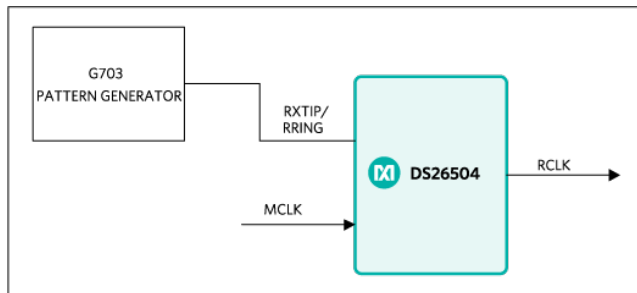 G703
PATTERN GENERATOR
RXTIP/
RRING
DS26504
RCLK
MCLK